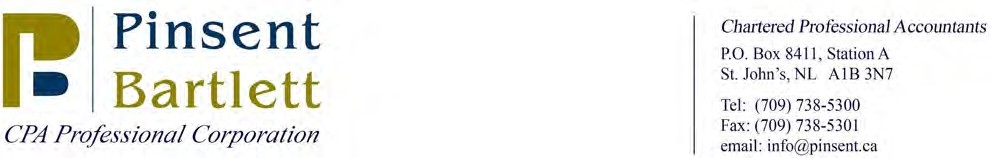 Pinsent
Bartlett
CPA Professional Corporation
Chartered Professional Accountants
P.O. Box 8411, Station A
St. John's, NL A1B 3N7
Tel: (709) 738-5300
Fax: (709) 738-5301
email: info@pinsent.ca